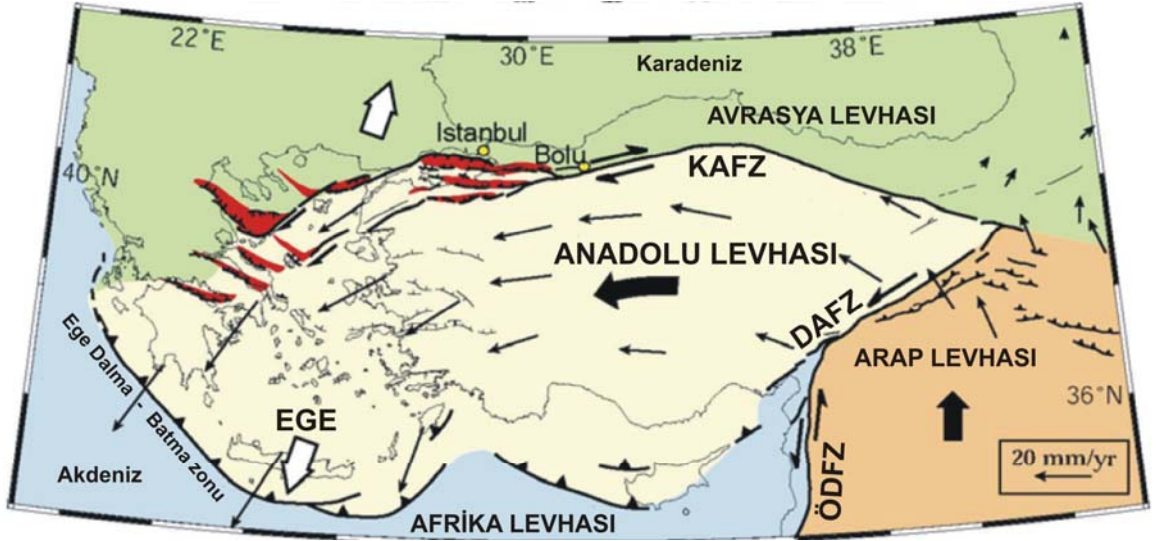 22°E
30°E
38°E
Karadeniz
AVRASYA LEVHASI
Istanbul
Bolu
40°N
KAFZ
ANADOLU LEVHASI
DAFZ
ARAP LEVHASI
Ege Dalma - Batma zonu
36°N
EGE
20 mm/yr
Akdeniz
ÖDFZ
AFRİKA LEVHASI